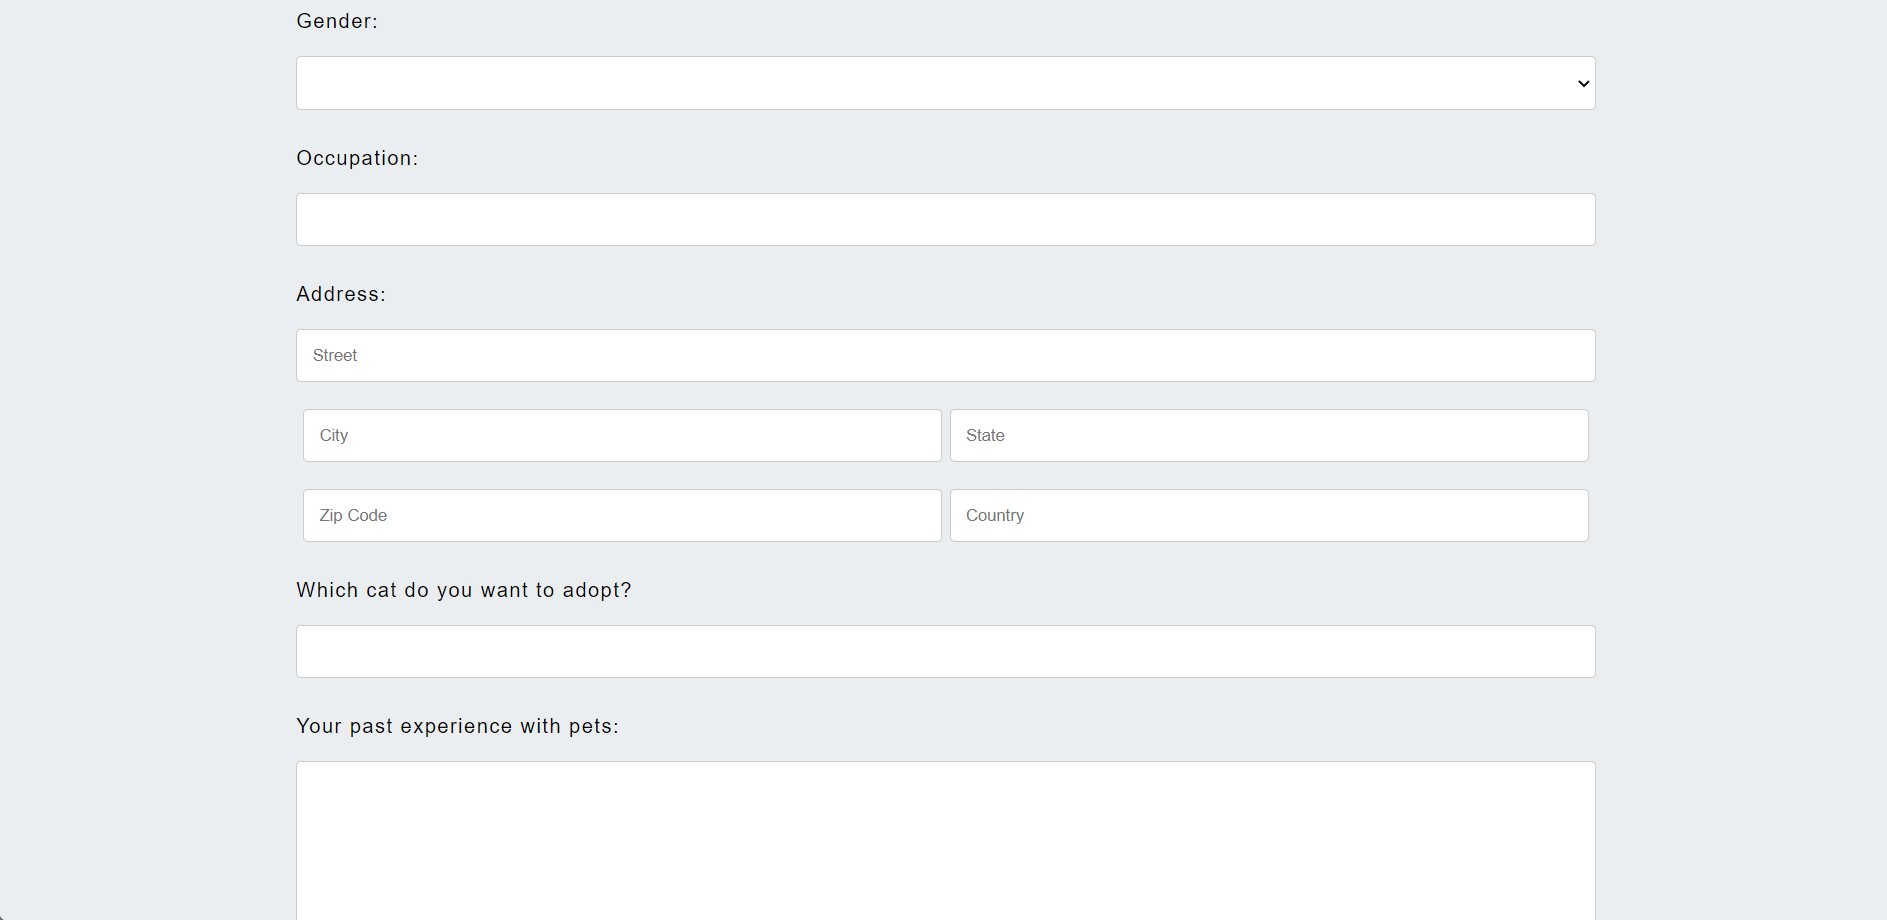 Gender:
Occupation:
Address:
Street
City
State
Zip Code
Country
Which cat do you want to adopt?
Your past experience with pets: